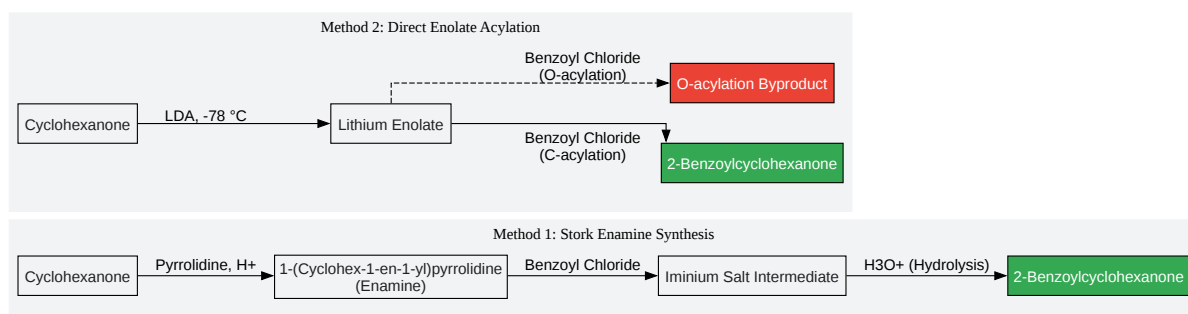 Method 2: Direct Enolate Acylation
Benzoyl Chloride
(O-acylation)
O-acylation Byproduct
Cyclohexanone
LDA, -78 °C
Lithium Enolate
Benzoyl Chloride
(C-acylation)
2-Benzoylcyclohexanone
Method 1: Stork Enamine Synthesis
Cyclohexanone
Pyrrolidine, H+
1-(Cyclohex-1-en-1-yl)pyrrolidine
(Enamine)
Benzoyl Chloride
Iminium Salt Intermediate
H3O+ (Hydrolysis)
2-Benzoylcyclohexanone